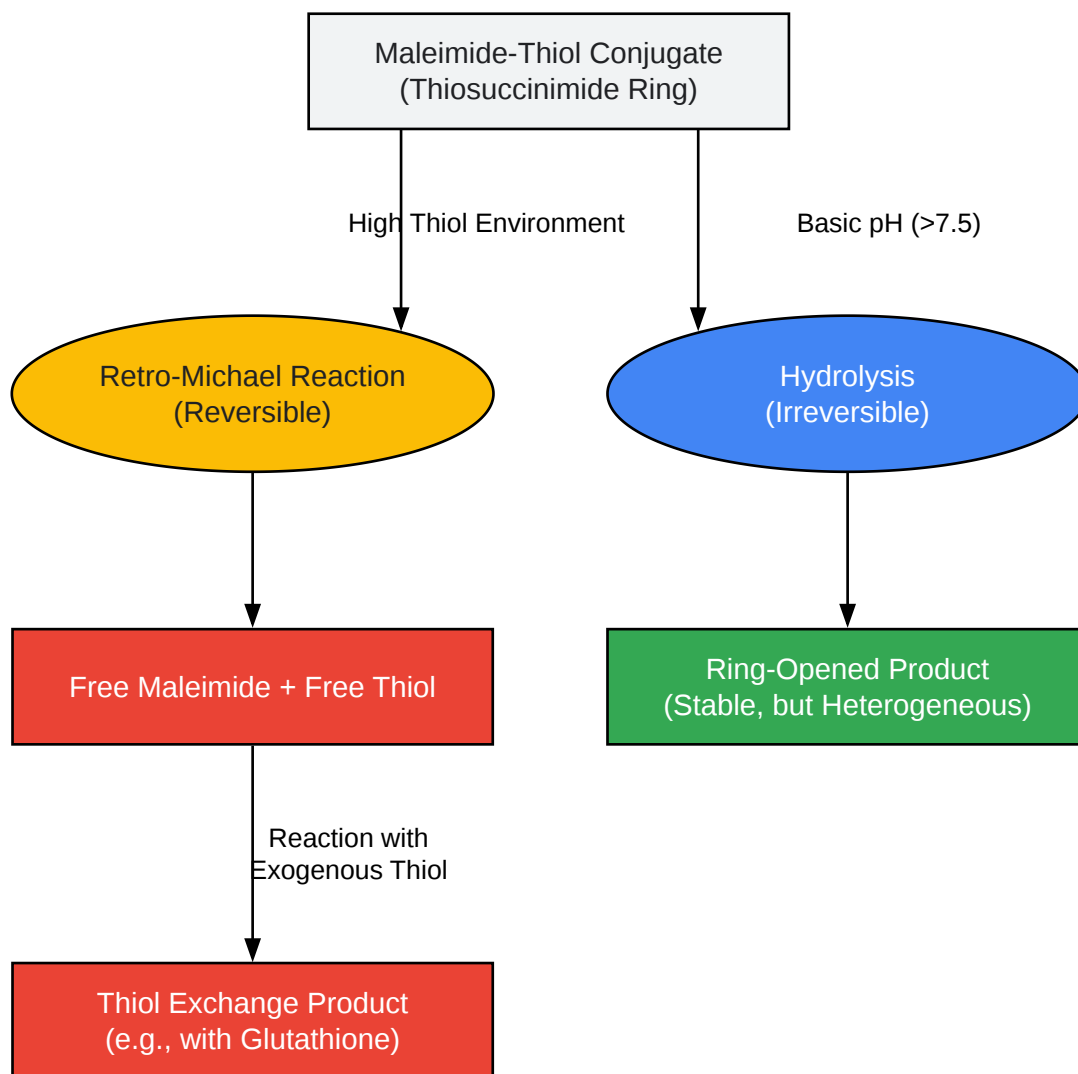 Maleimide-Thiol Conjugate
(Thiosuccinimide Ring)
High Thiol Environment
Basic pH (>7.5)
Retro-Michael Reaction
(Reversible)
Hydrolysis
(Irreversible)
Free Maleimide + Free Thiol
Ring-Opened Product
(Stable, but Heterogeneous)
Reaction with
Exogenous Thiol
Thiol Exchange Product
(e.g., with Glutathione)